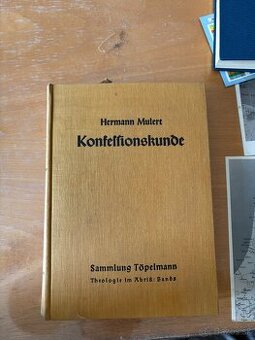 Hermann Mulert
Konfessionskunde
Sammlung Töpelmann
Theologie im Abriß: Band 5